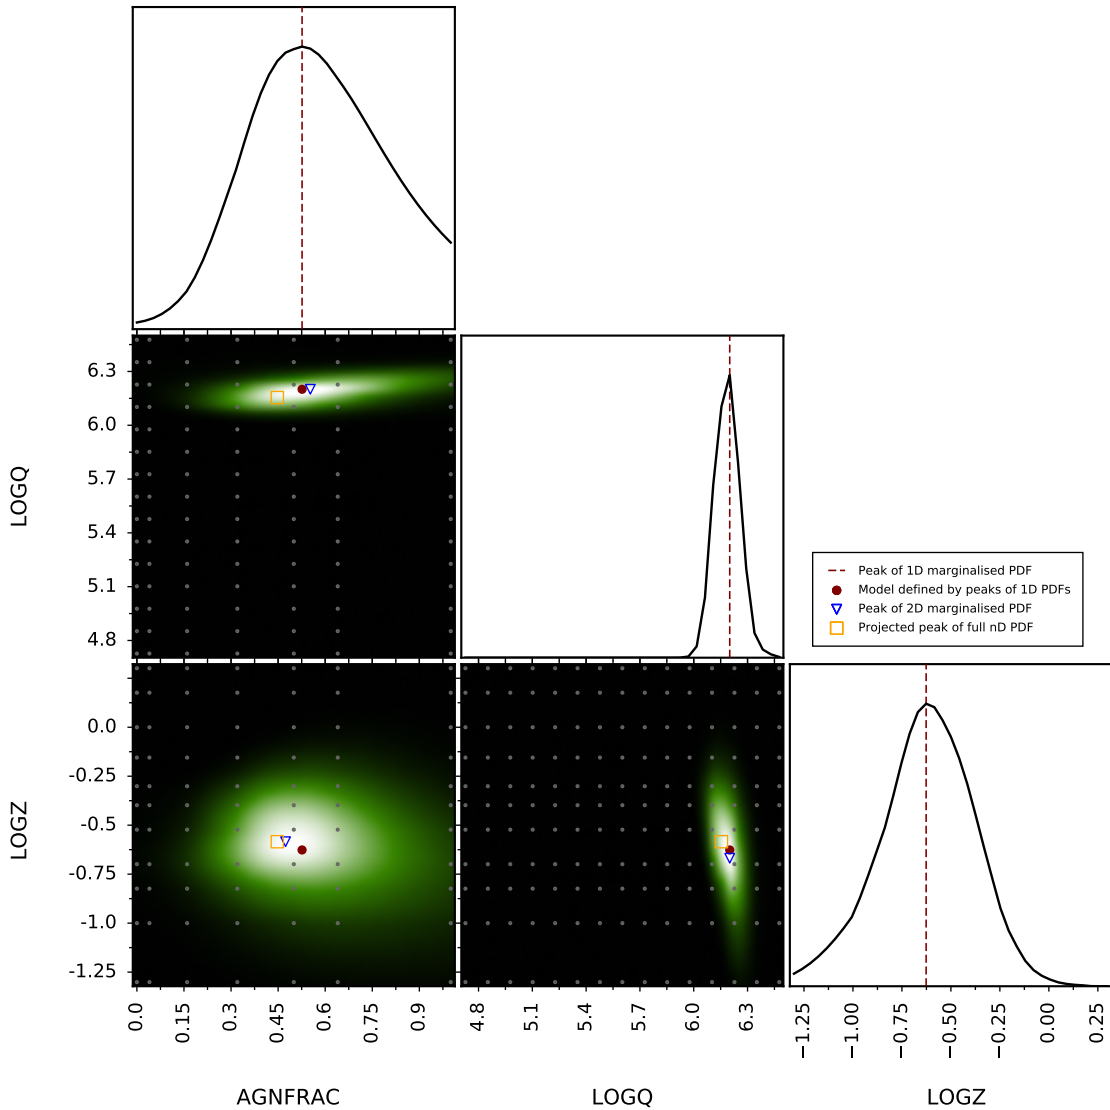 LOGQ
6.3
6.0
5.7
5.4
5.1
4.8
Peak of 1D marginalised PDF
Model defined by peaks of 1D PDFs
Peak of 2D marginalised PDF
Projected peak of full nD PDF
LOGZ
0.0
-0.25
-0.5
-0.75
-1.0
-1.25
0.0 0.15 0.3 0.45 0.6 0.75 0.9
4.8 5.1 5.4 5.7 6.0 6.3
−1.25 −1.00 −0.75 −0.50 −0.25 0.00 0.25
AGNFRAC LOGQ LOGZ